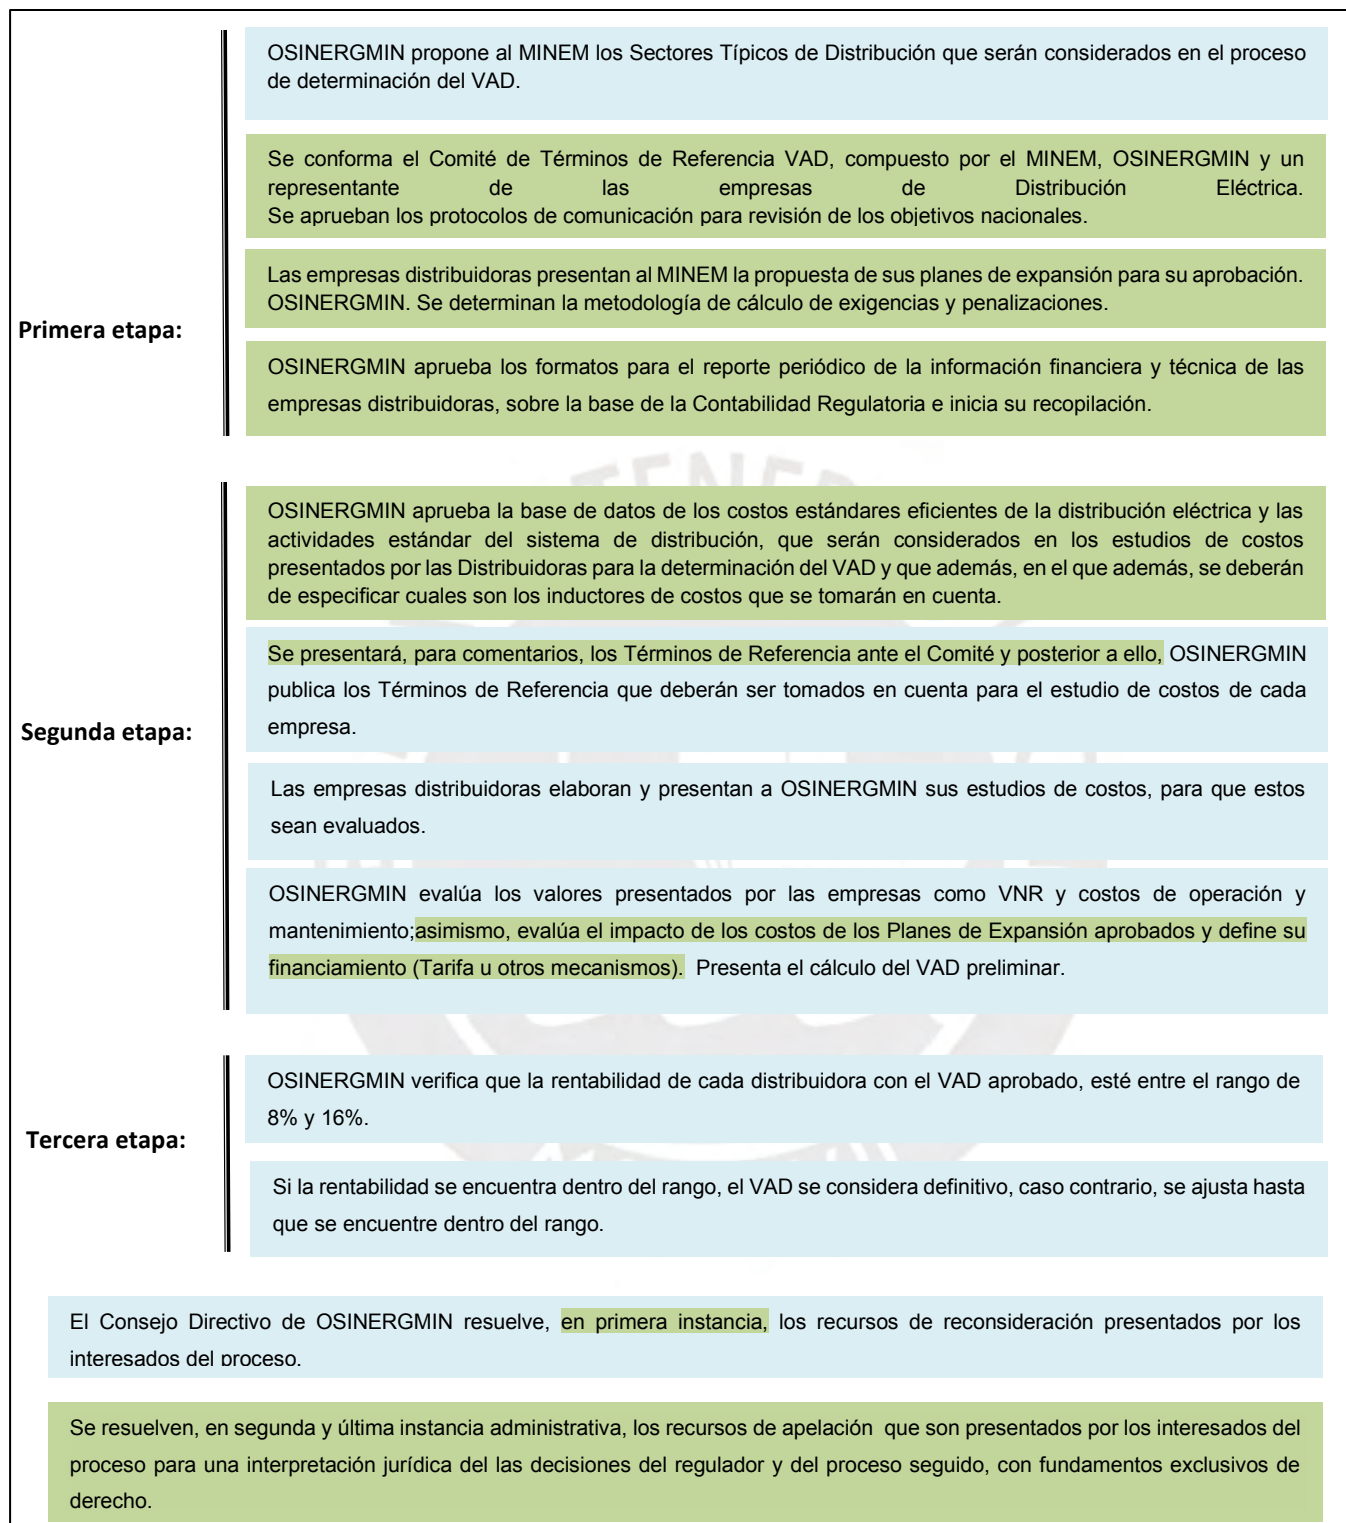 OSINERGMIN propone al MINEM los Sectores Típicos de Distribución que serán considerados en el proceso
de determinación del VAD.
Se conforma el Comité de Términos de Referencia VAD, compuesto por el MINEM, OSINERGMIN y un
representante de las empresas de Distribución Eléctrica.
Se aprueban los protocolos de comunicación para revisión de los objetivos nacionales.
Primera etapa:
Las empresas distribuidoras presentan al MINEM la propuesta de sus planes de expansión para su aprobación.
OSINERGMIN. Se determinan la metodología de cálculo de exigencias y penalizaciones.
OSINERGMIN aprueba los formatos para el reporte periódico de la información financiera y técnica de las
empresas distribuidoras, sobre la base de la Contabilidad Regulatoria e inicia su recopilación.
OSINERGMIN aprueba la base de datos de los costos estándares eficientes de la distribución eléctrica y las
actividades estándar del sistema de distribución, que serán considerados en los estudios de costos
presentados por las Distribuidoras para la determinación del VAD y que además, en el que además, se deberán
de especificar cuales son los inductores de costos que se tomarán en cuenta.
Segunda etapa:
Se presentará, para comentarios, los Términos de Referencia ante el Comité y posterior a ello, OSINERGMIN
publica los Términos de Referencia que deberán ser tomados en cuenta para el estudio de costos de cada
empresa.
Las empresas distribuidoras elaboran y presentan a OSINERGMIN sus estudios de costos, para que estos
sean evaluados.
OSINERGMIN evalúa los valores presentados por las empresas como VNR y costos de operación y
mantenimiento;asimismo, evalúa el impacto de los costos de los Planes de Expansión aprobados y define su
financiamiento (Tarifa u otros mecanismos). Presenta el cálculo del VAD preliminar.
Tercera etapa:
OSINERGMIN verifica que la rentabilidad de cada distribuidora con el VAD aprobado, esté entre el rango de
8% y 16%.
Si la rentabilidad se encuentra dentro del rango, el VAD se considera definitivo, caso contrario, se ajusta hasta
que se encuentre dentro del rango.
El Consejo Directivo de OSINERGMIN resuelve, en primera instancia, los recursos de reconsideración presentados por los
interesados del proceso.
Se resuelven, en segunda y última instancia administrativa, los recursos de apelación que son presentados por los interesados del
proceso para una interpretación jurídica del las decisiones del regulador y del proceso seguido, con fundamentos exclusivos de
derecho.